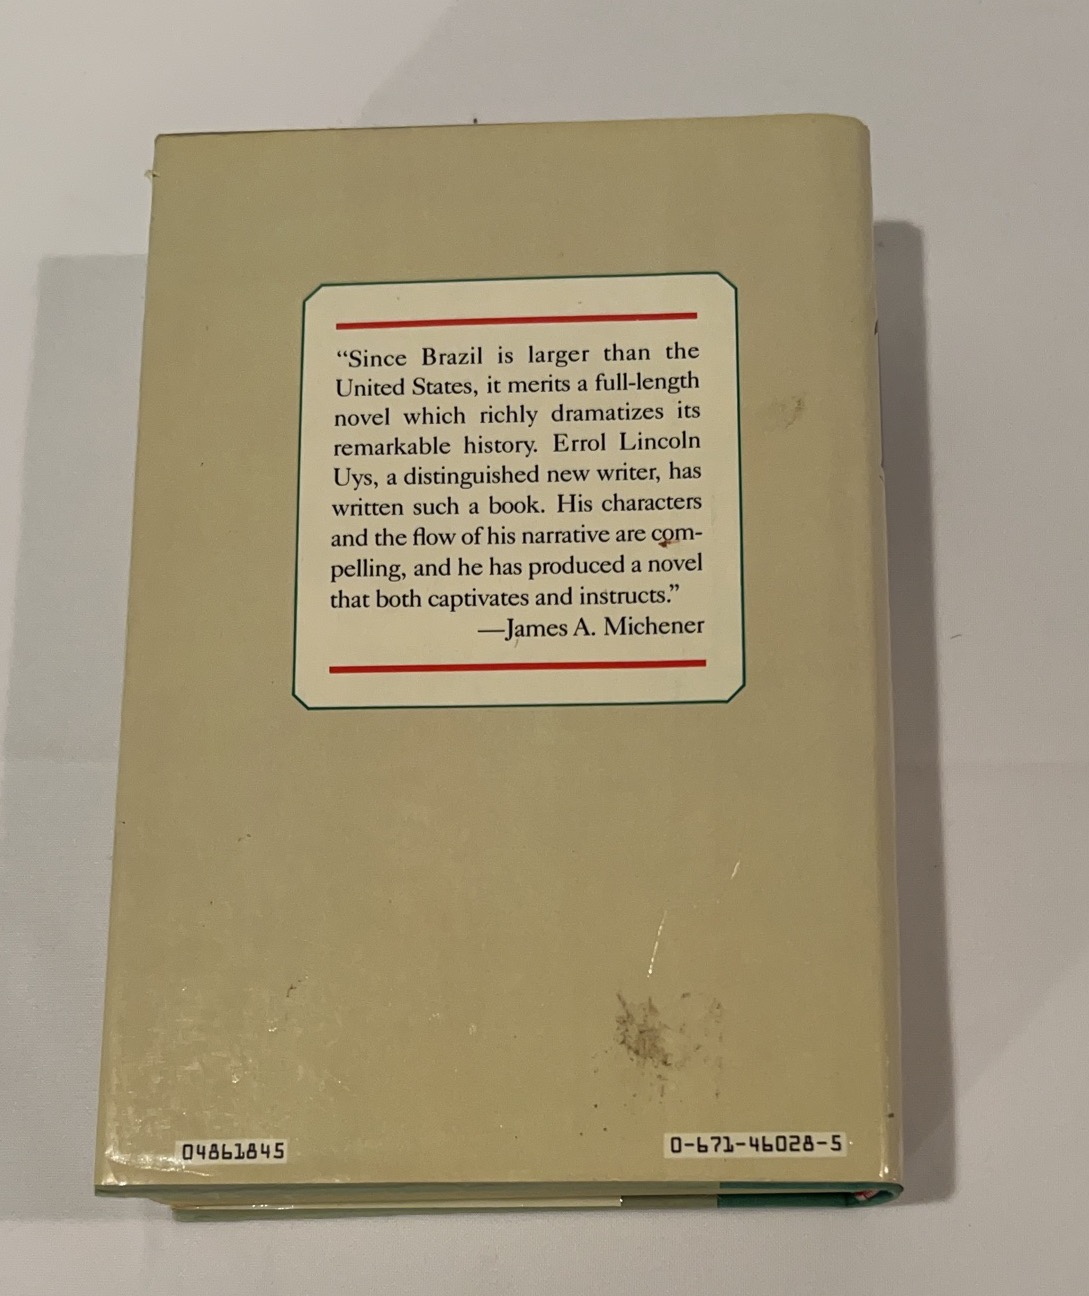 “Since Brazil is larger than the
United States, it merits a full-length
novel which richly dramatizes its
remarkable history. Errol Lincoln
Uys, a distinguished new writer, has
written such a book. His characters
and the flow of his narrative are com-
pelling, and he has produced a novel
that both captivates and instructs.”
—James A. Michener
04861845
0-671-46028-5